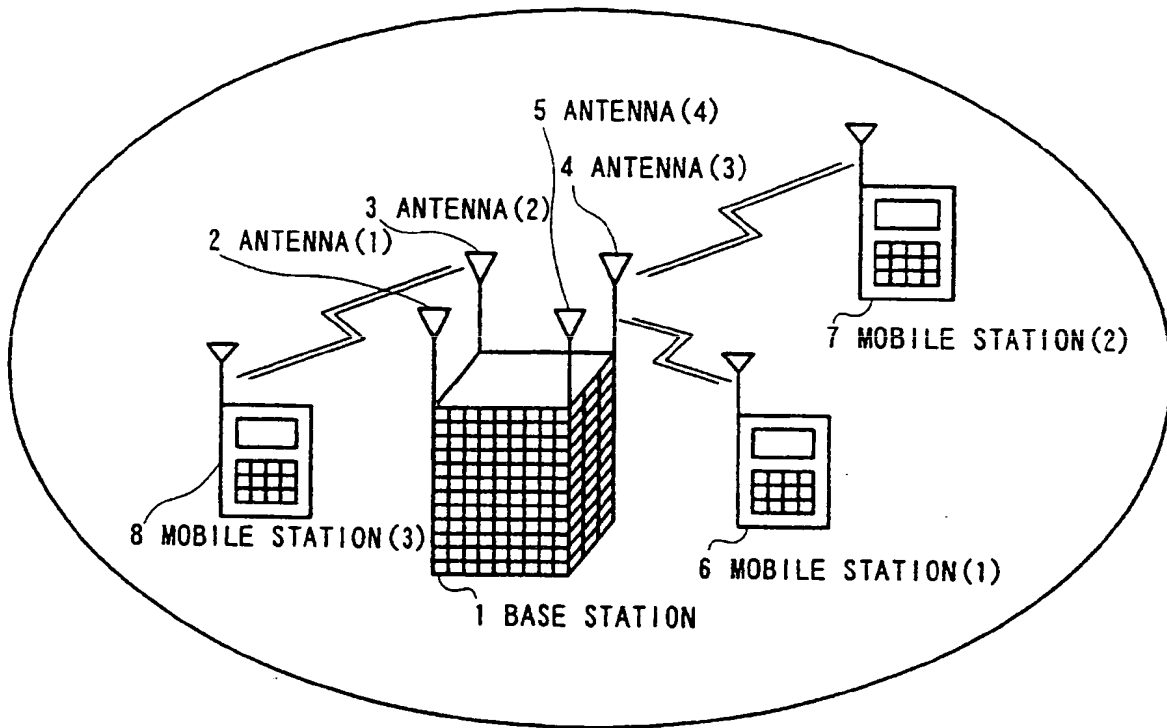 5 ANTENNA(4)
4 ANTENNA(3)
3 ANTENNA(2)
2 ANTENNA(1)
7 MOBILE STATION(2)
8 MOBILE STATION(3)
6 MOBILE STATION(1)
1 BASE STATION